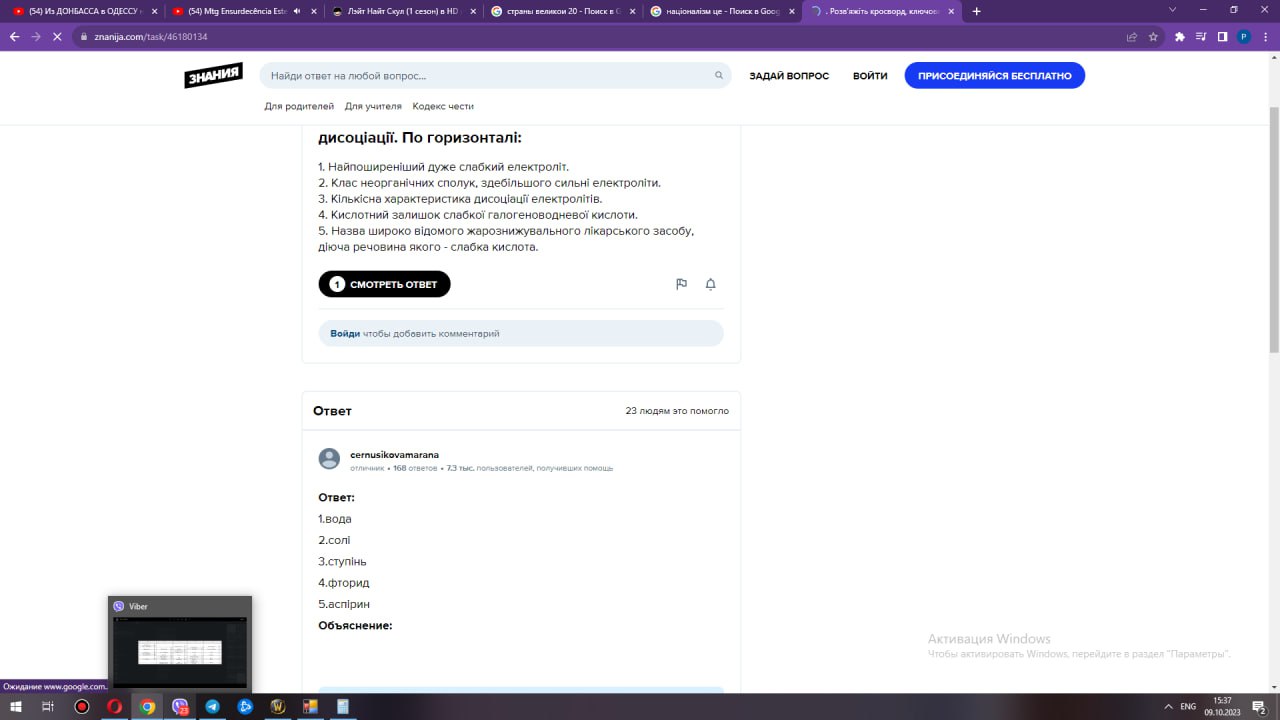 (54) Из ДОНБАССА в ОДЕССУ
(54) Mtg Ensurdecência Este
Лэйт Найт Скул (1 сезон) в HD
страны великой 20 - Поиск в G
націоналізм це - Поиск в Goog
. Розв'яжіть кросворд, ключов
znanija.com/task/46180134
P
ЗНАНИЯ
Найди ответ на любой вопрос...
ЗАДАЙ ВОПРОС
ВОЙТИ
ПРИСОЕДИНЯЙСЯ БЕСПЛАТНО
Для родителей Для учителя Кодекс чести
дисоціації. По горизонталі:
1. Найпоширеніший дуже слабкий електроліт.
2. Клас неорганічних сполук, здебільшого сильні електроліти.
3. Кількісна характеристика дисоціації електролітів.
4. Кислотний залишок слабкої галогеноводневої кислоти.
5. Назва широко відомого жарознижувального лікарського засобу,
діюча речовина якого - слабка кислота.
1 СМОТРЕТЬ ОТВЕТ
Войди чтобы добавить комментарий
Ответ
23 людям это помогло
cernusikovamarana
отличник • 168 ответов • 7.3 тыс. пользователей, получивших помощь
Ответ:
1.вода
2.солі
3.ступінь
4.фторид
5.аспірин
Объяснение:
Viber
Активация Windows
Чтобы активировать Windows, перейдите в раздел "Параметры".
Ожидание www.google.com...
23
ENG
15:37
09.10.2023
2